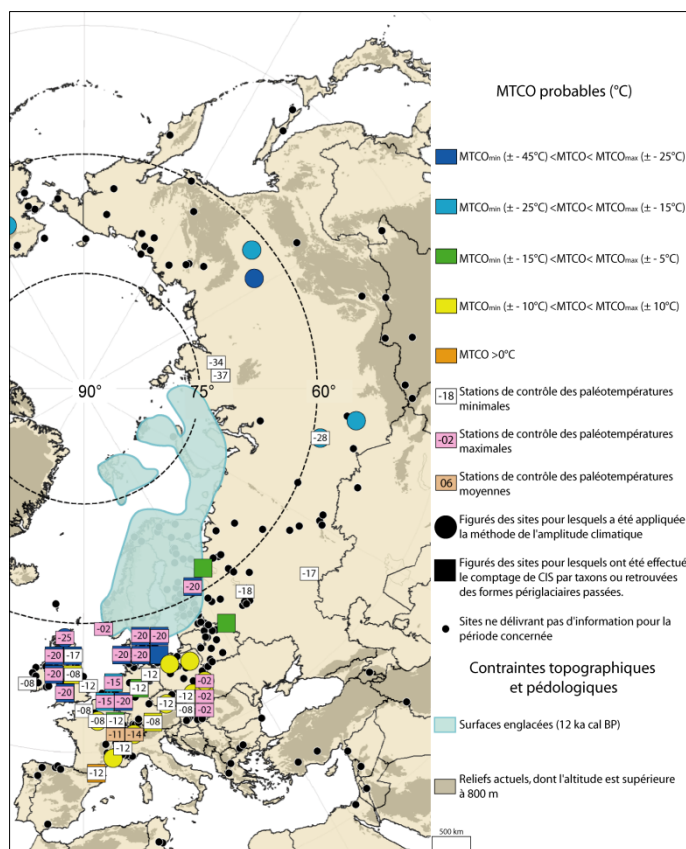 MTCO probables (°C)
MTCOmin (± - 45°C) <MTCO< MTCOmax (± - 25°C)
MTCOmin (± - 25°C) <MTCO< MTCOmax (± - 15°C)
MTCOmin (± - 15°C) <MTCO< MTCOmax (± - 5°C)
MTCOmin (± - 10°C) <MTCO< MTCOmax (± 10°C)
MTCO >0°C
-18 Stations de contrôle des paléotempératures
minimales
-02 Stations de contrôle des paléotempératures
maximales
06 Stations de contrôle des paléotempératures
moyennes
Figurés des sites pour lesquels a été appliquée
la méthode de l'amplitude climatique
Figurés des sites pour lesquels ont été effectué
le comptage de CIS par taxons ou retrouvées
des formes périglaciaires passées.
Sites ne délivrant pas d'information pour la
période concernée
Contraintes topographiques
et pédologiques
Surfaces englacées (12 ka cal BP)
Reliefs actuels, dont l'altitude est supérieure
à 800 m
500 km
-34
-37
90° 75° 60°
-28
-17
-20
-18
-02
-25 -20 -20
-20 -17 -20 -20
-20 -08 -12
-08 -12 -15 -12 -02
-20 -12 -02
-15 -20 -12 -08 -02
-08 -12 -08
-11 -14
-12
-12